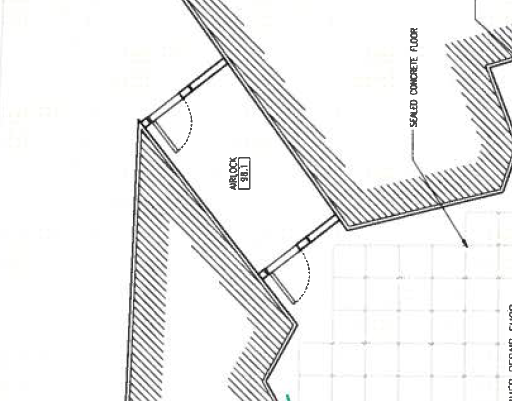 AIRLOCK
98.1
SEALED CONCRETE FLOOR